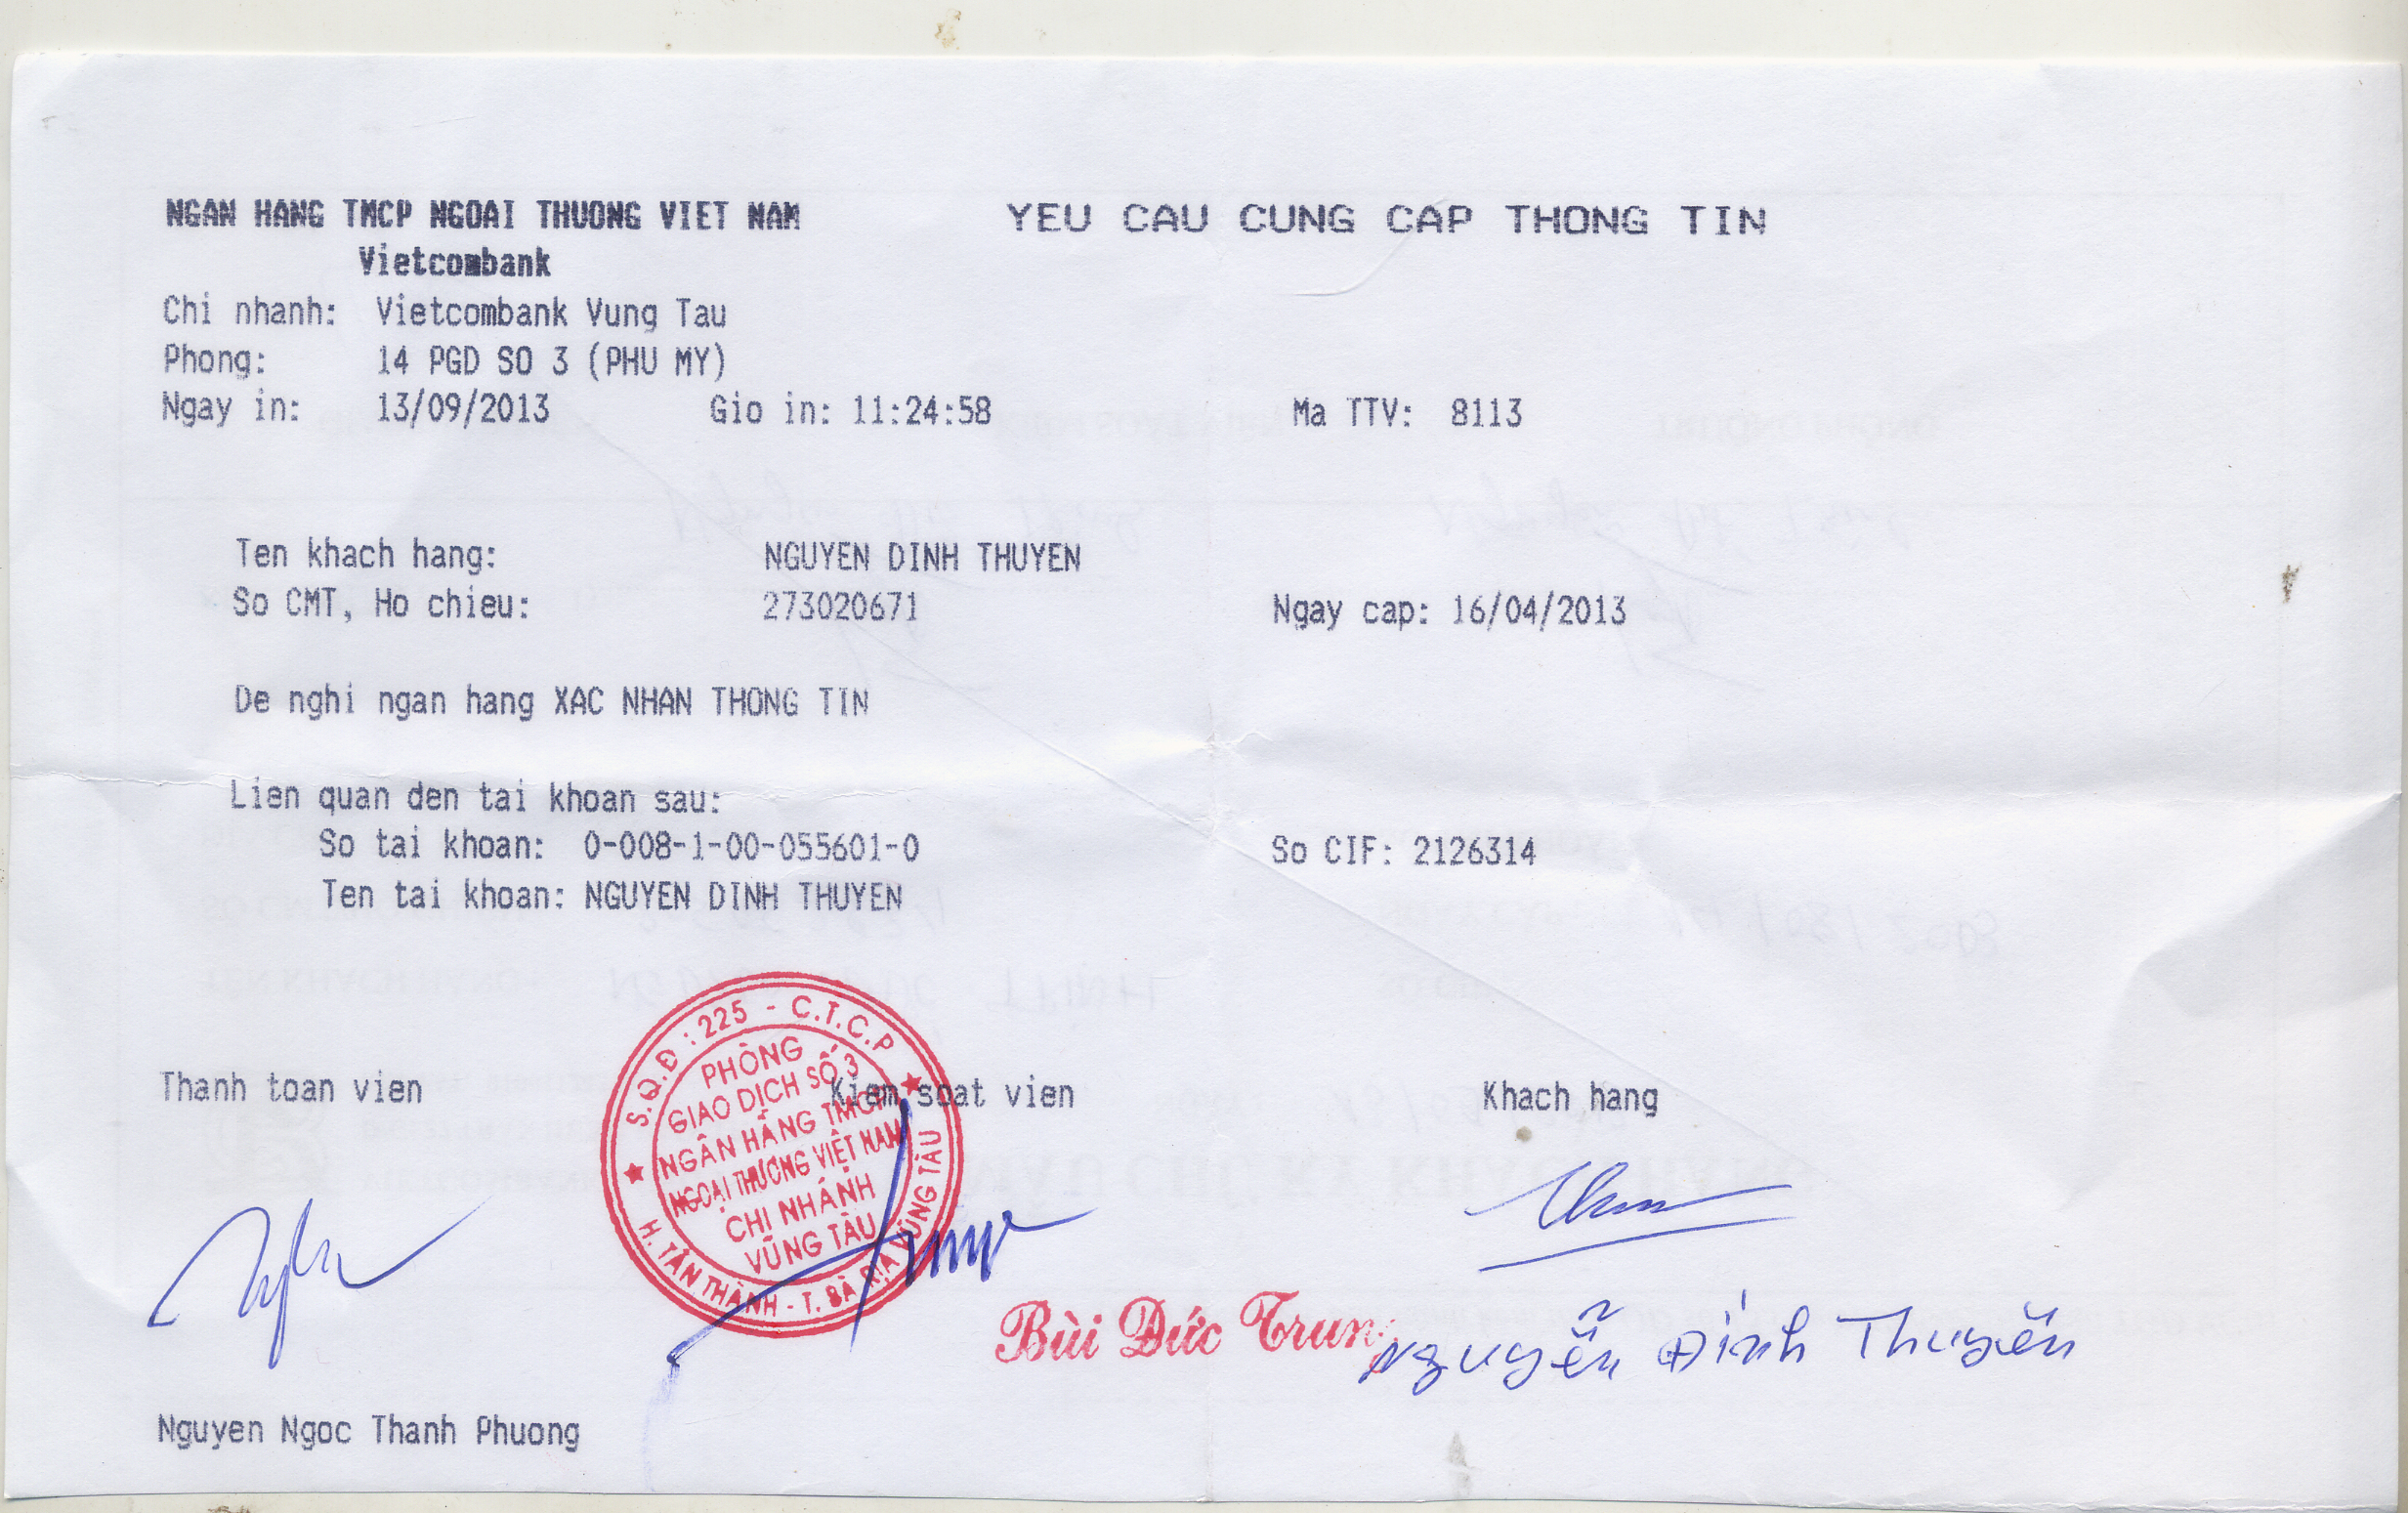 NGAN HANG TMCP NGOAI THUONG VIET NAM
YEU CAU CUNG CAP THONG TIN
Vietcombank
Chi nhanh: Vietcombank Vung Tau
Phong: 14 PGD SO 3 (PHU MY)
Ngay in: 13/09/2013 Gio in: 11:24:58 Ma TTV: 8113
Ten khach hang: NGUYEN DINH THUYEN
So CMT, Ho chieu: 273020671 Ngay cap: 16/04/2013
De nghi ngan hang XAC NHAN THONG TIN
Lien quan den tai khoan sau:
So tai khoan: 0-008-1-00-055601-0 So CIF: 2126314
Ten tai khoan: NGUYEN DINH THUYEN
Thanh toan vien Kiem soat vien Khach hang
S.Q.Đ : 225 - C.T.C.P
PHÒNG
GIAO DỊCH SỐ 3
NGÂN HÀNG TMCP
NGOẠI THƯƠNG VIỆT NAM
CHI NHÁNH
VŨNG TÀU
H. TÂN THÀNH - T. BÀ RỊA VŨNG TÀU
Bùi Đức Trung
Nguyễn Đình Thuyên
Nguyen Ngoc Thanh Phuong